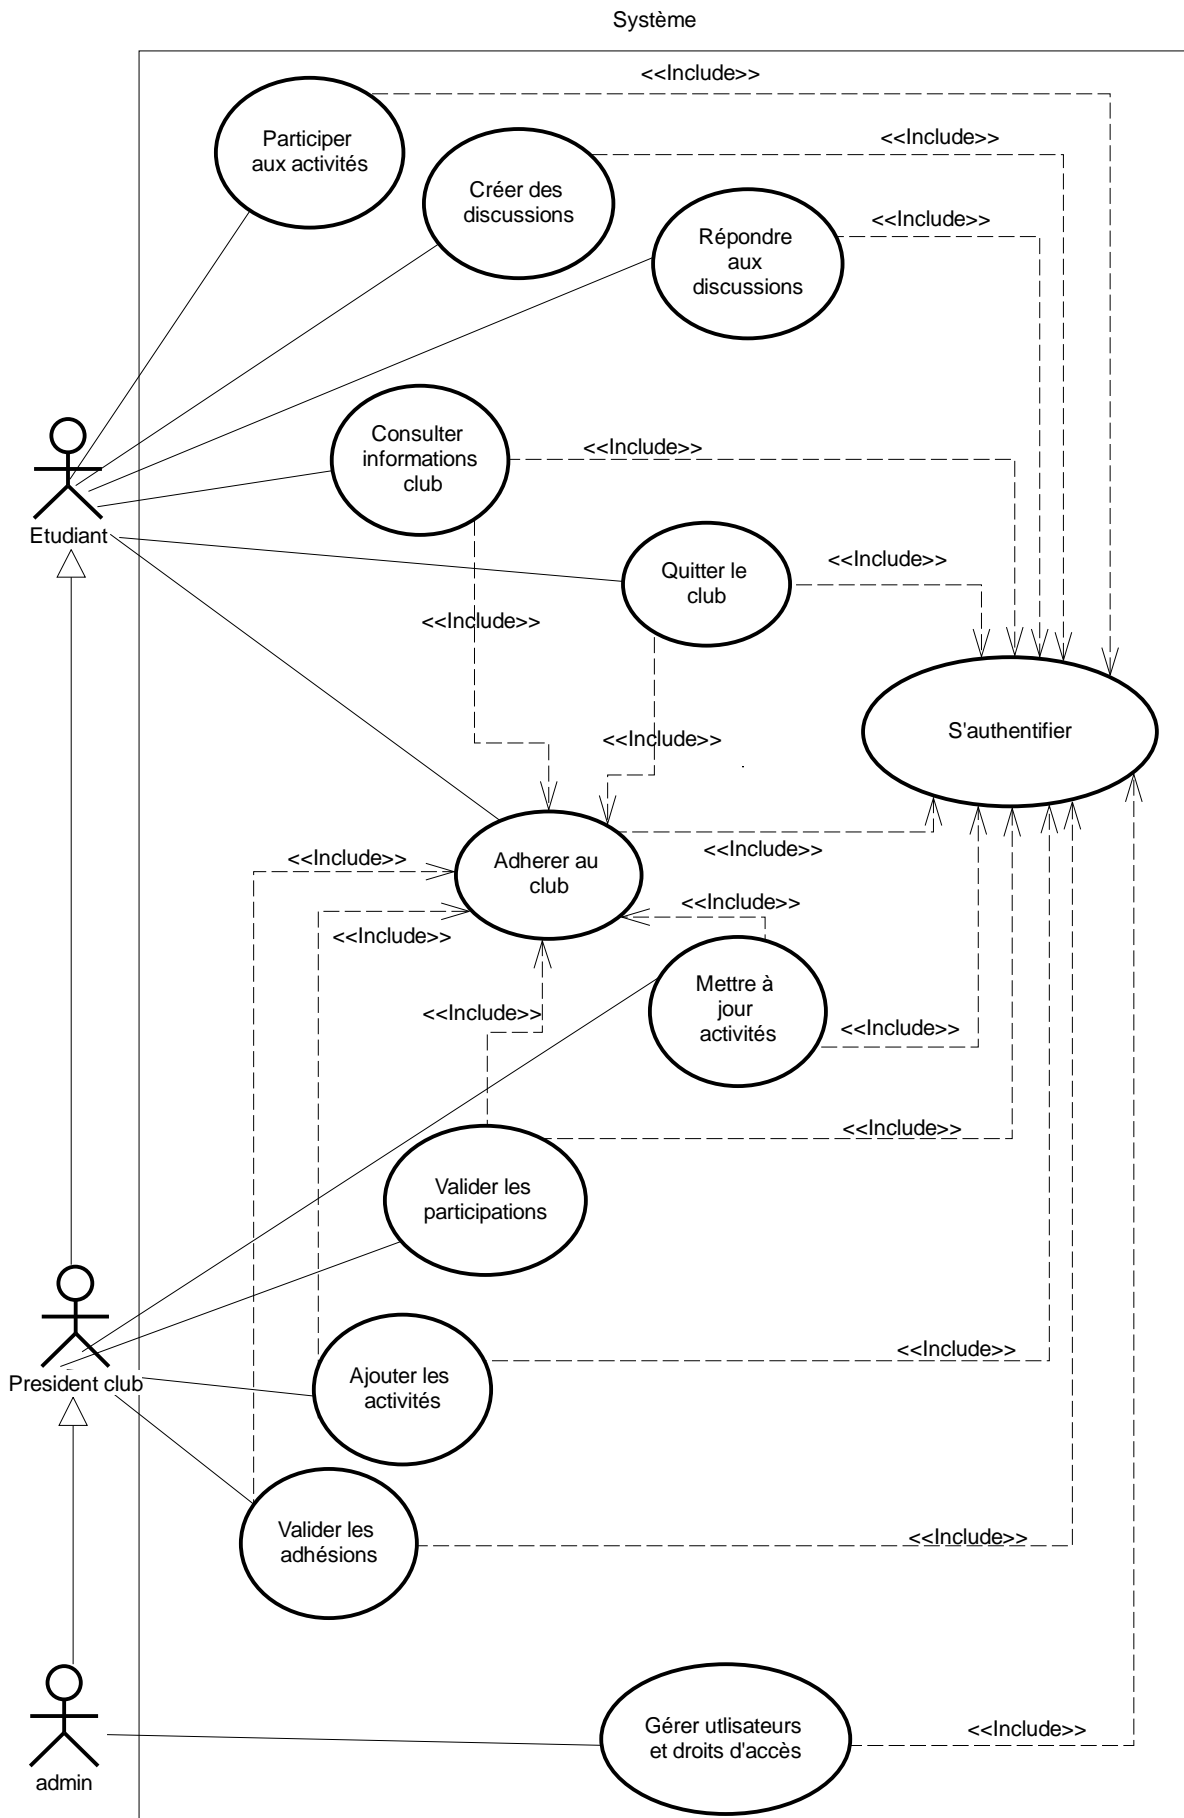 Système
<<Include>>
Participer
aux activités
<<Include>>
Créer des
discussions
<<Include>>
Répondre
aux
discussions
Consulter
informations
club
<<Include>>
Etudiant
<<Include>>
Quitter le
club
<<Include>>
<<Include>>
S'authentifier
<<Include>>
Adherer au
club
<<Include>>
<<Include>>
<<Include>>
Mettre à
jour
activités
<<Include>>
<<Include>>
<<Include>>
Valider les
participations
<<Include>>
Ajouter les
activités
President club
Valider les
adhésions
<<Include>>
Gérer utlisateurs
et droits d'accès
<<Include>>
admin